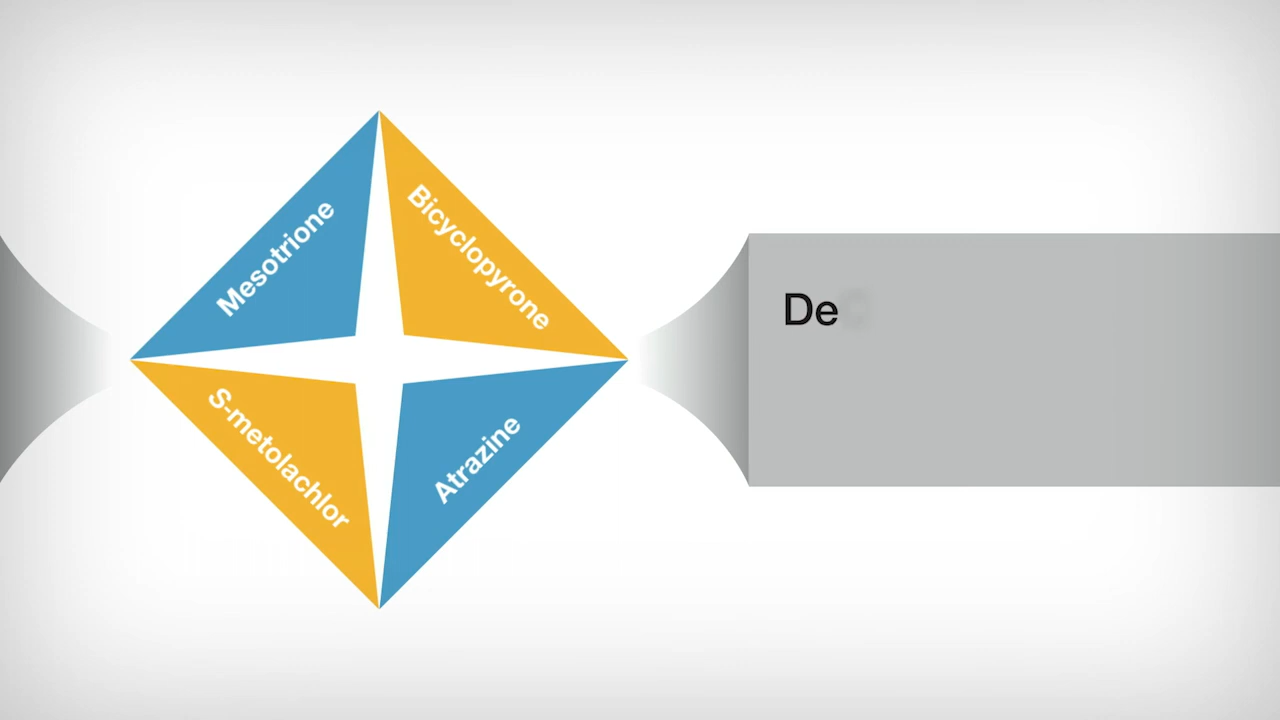 Mesotrione
Bicyclopyrone
S-metolachlor
Atrazine
De